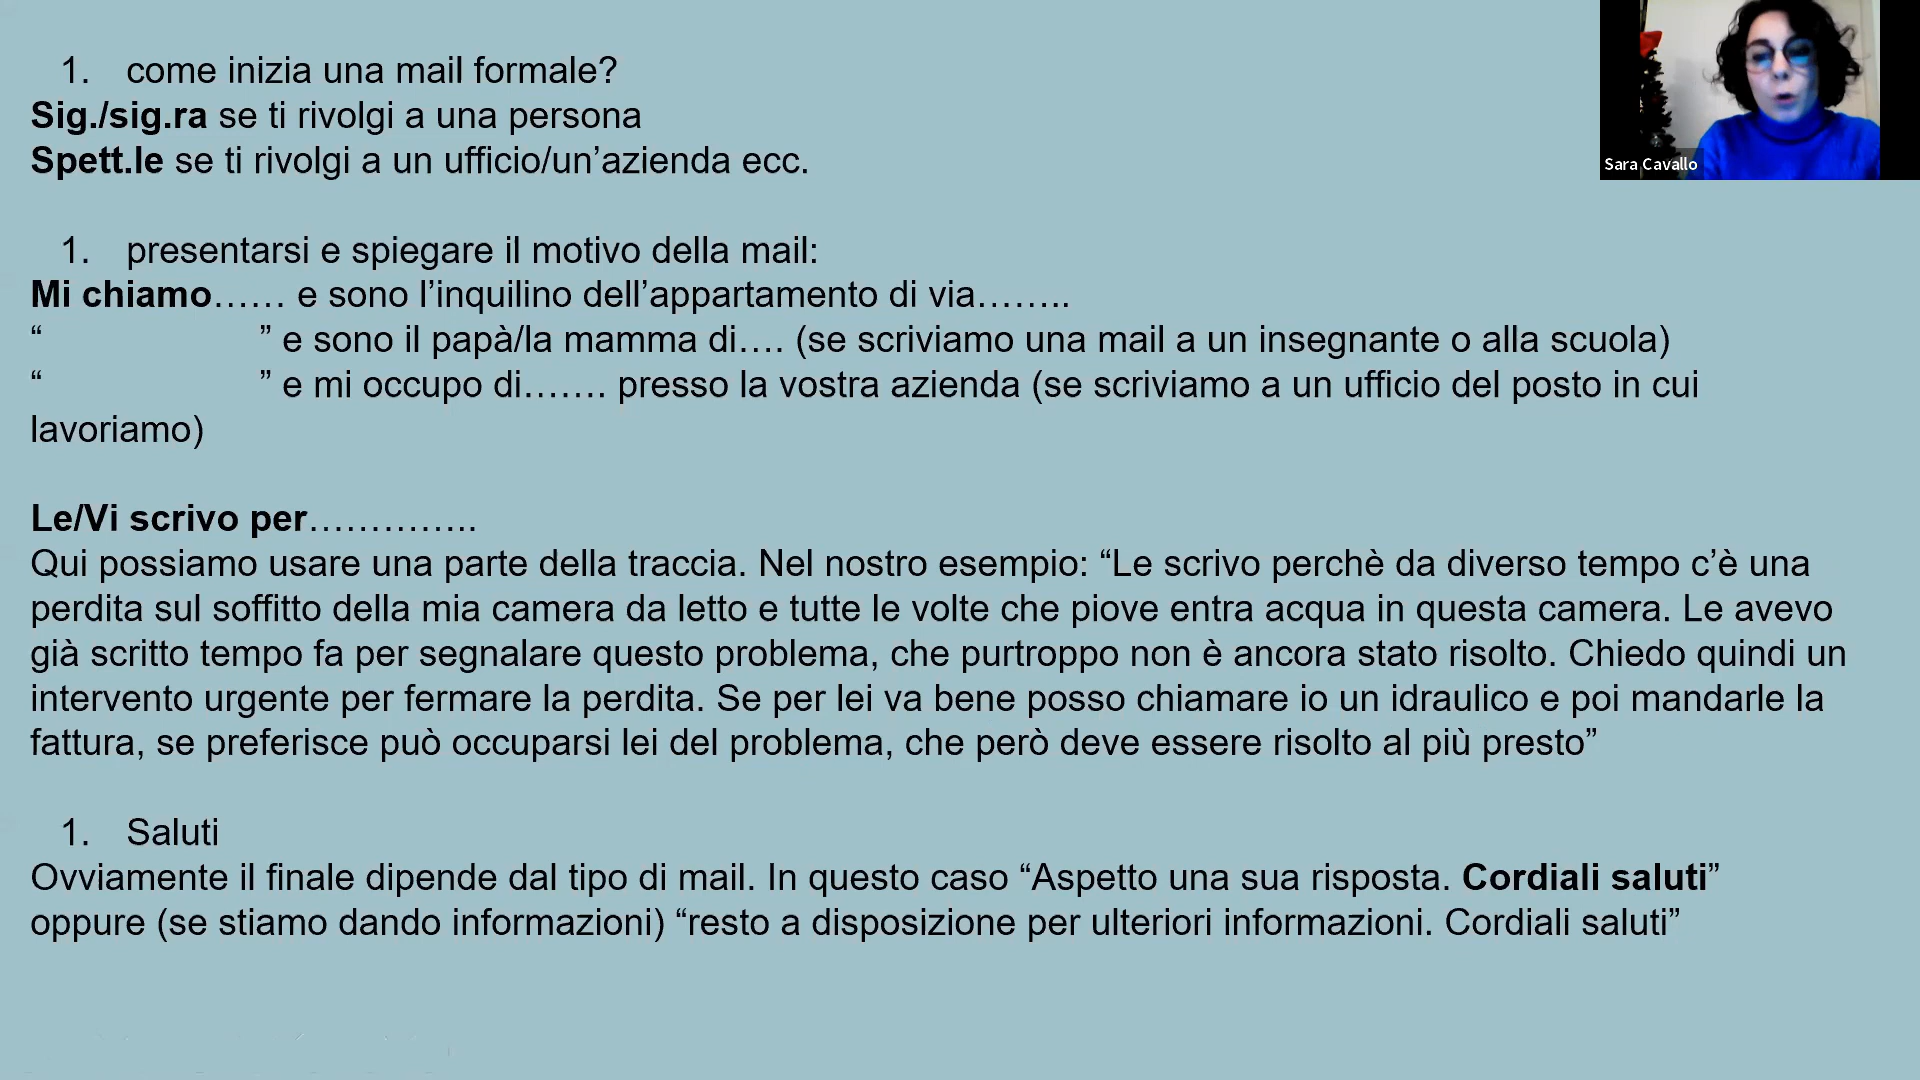 1. come inizia una mail formale?
Sig./sig.ra se ti rivolgi a una persona
Spett.le se ti rivolgi a un ufficio/un’azienda ecc.
1. presentarsi e spiegare il motivo della mail:
Mi chiamo…… e sono l’inquilino dell’appartamento di via……..
“ ” e sono il papà/la mamma di…. (se scriviamo una mail a un insegnante o alla scuola)
“ ” e mi occupo di……. presso la vostra azienda (se scriviamo a un ufficio del posto in cui
lavoriamo)
Le/Vi scrivo per…………..
Qui possiamo usare una parte della traccia. Nel nostro esempio: “Le scrivo perchè da diverso tempo c’è una
perdita sul soffitto della mia camera da letto e tutte le volte che piove entra acqua in questa camera. Le avevo
già scritto tempo fa per segnalare questo problema, che purtroppo non è ancora stato risolto. Chiedo quindi un
intervento urgente per fermare la perdita. Se per lei va bene posso chiamare io un idraulico e poi mandarle la
fattura, se preferisce può occuparsi lei del problema, che però deve essere risolto al più presto”
1. Saluti
Ovviamente il finale dipende dal tipo di mail. In questo caso “Aspetto una sua risposta. Cordiali saluti”
oppure (se stiamo dando informazioni) “resto a disposizione per ulteriori informazioni. Cordiali saluti”
Sara Cavallo